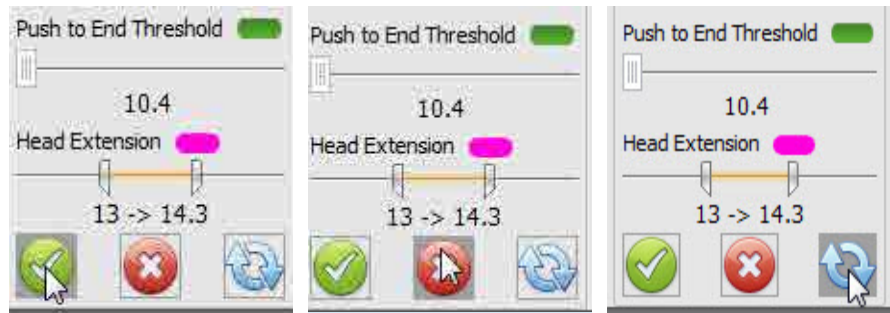 Push to End Threshold
10.4
Head Extension
13 -> 14.3
Push to End Threshold
10.4
Head Extension
13 -> 14.3
Push to End Threshold
10.4
Head Extension
13 -> 14.3